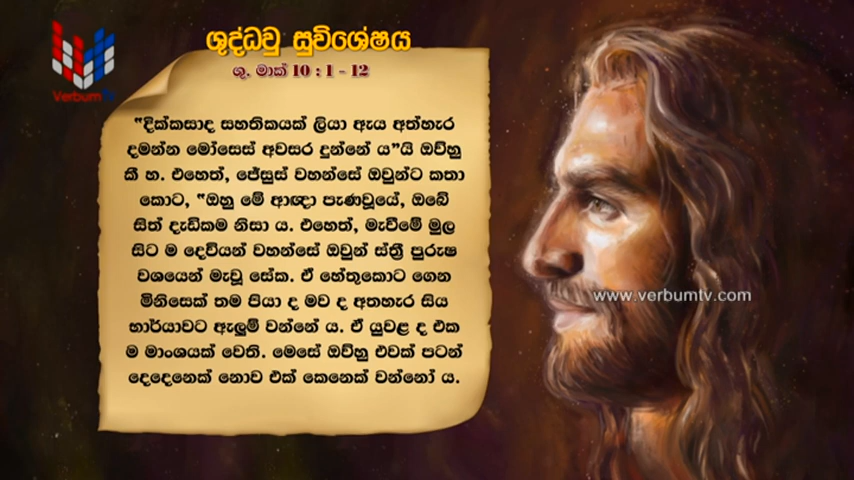 ශුද්ධවූ සුවිශේෂය
ශු. මාක් 10 : 1 - 12
VerbumTv
"දික්කසාද සහතිකයක් ලියා ඇය අත්හැර
දමන්න මෝසෙස් අවසර දුන්නේ ය"යි ඔව්හු
කී හ. එහෙත්, ජේසුස් වහන්සේ ඔවුන්ට කතා
කොට, "ඔහු මේ ආඥා පැණවූයේ, ඔබේ
සිත් දැඩිකම නිසා ය. එහෙත්, මැවීමේ මුල
සිට ම දෙවියන් වහන්සේ ඔවුන් ස්ත්‍රී පුරුෂ
වශයෙන් මැවූ සේක. ඒ හේතුකොට ගෙන
මිනිසෙක් තම පියා ද මව ද අතහැර සිය
භාර්යාවට ඇලුම් වන්නේ ය. ඒ යුවළ ද එක
ම මාංශයක් වෙති. මෙසේ ඔව්හු එවක් පටන්
දෙදෙනෙක් නොව එක් කෙනෙක් වන්නෝ ය.
www.verbumtv.com